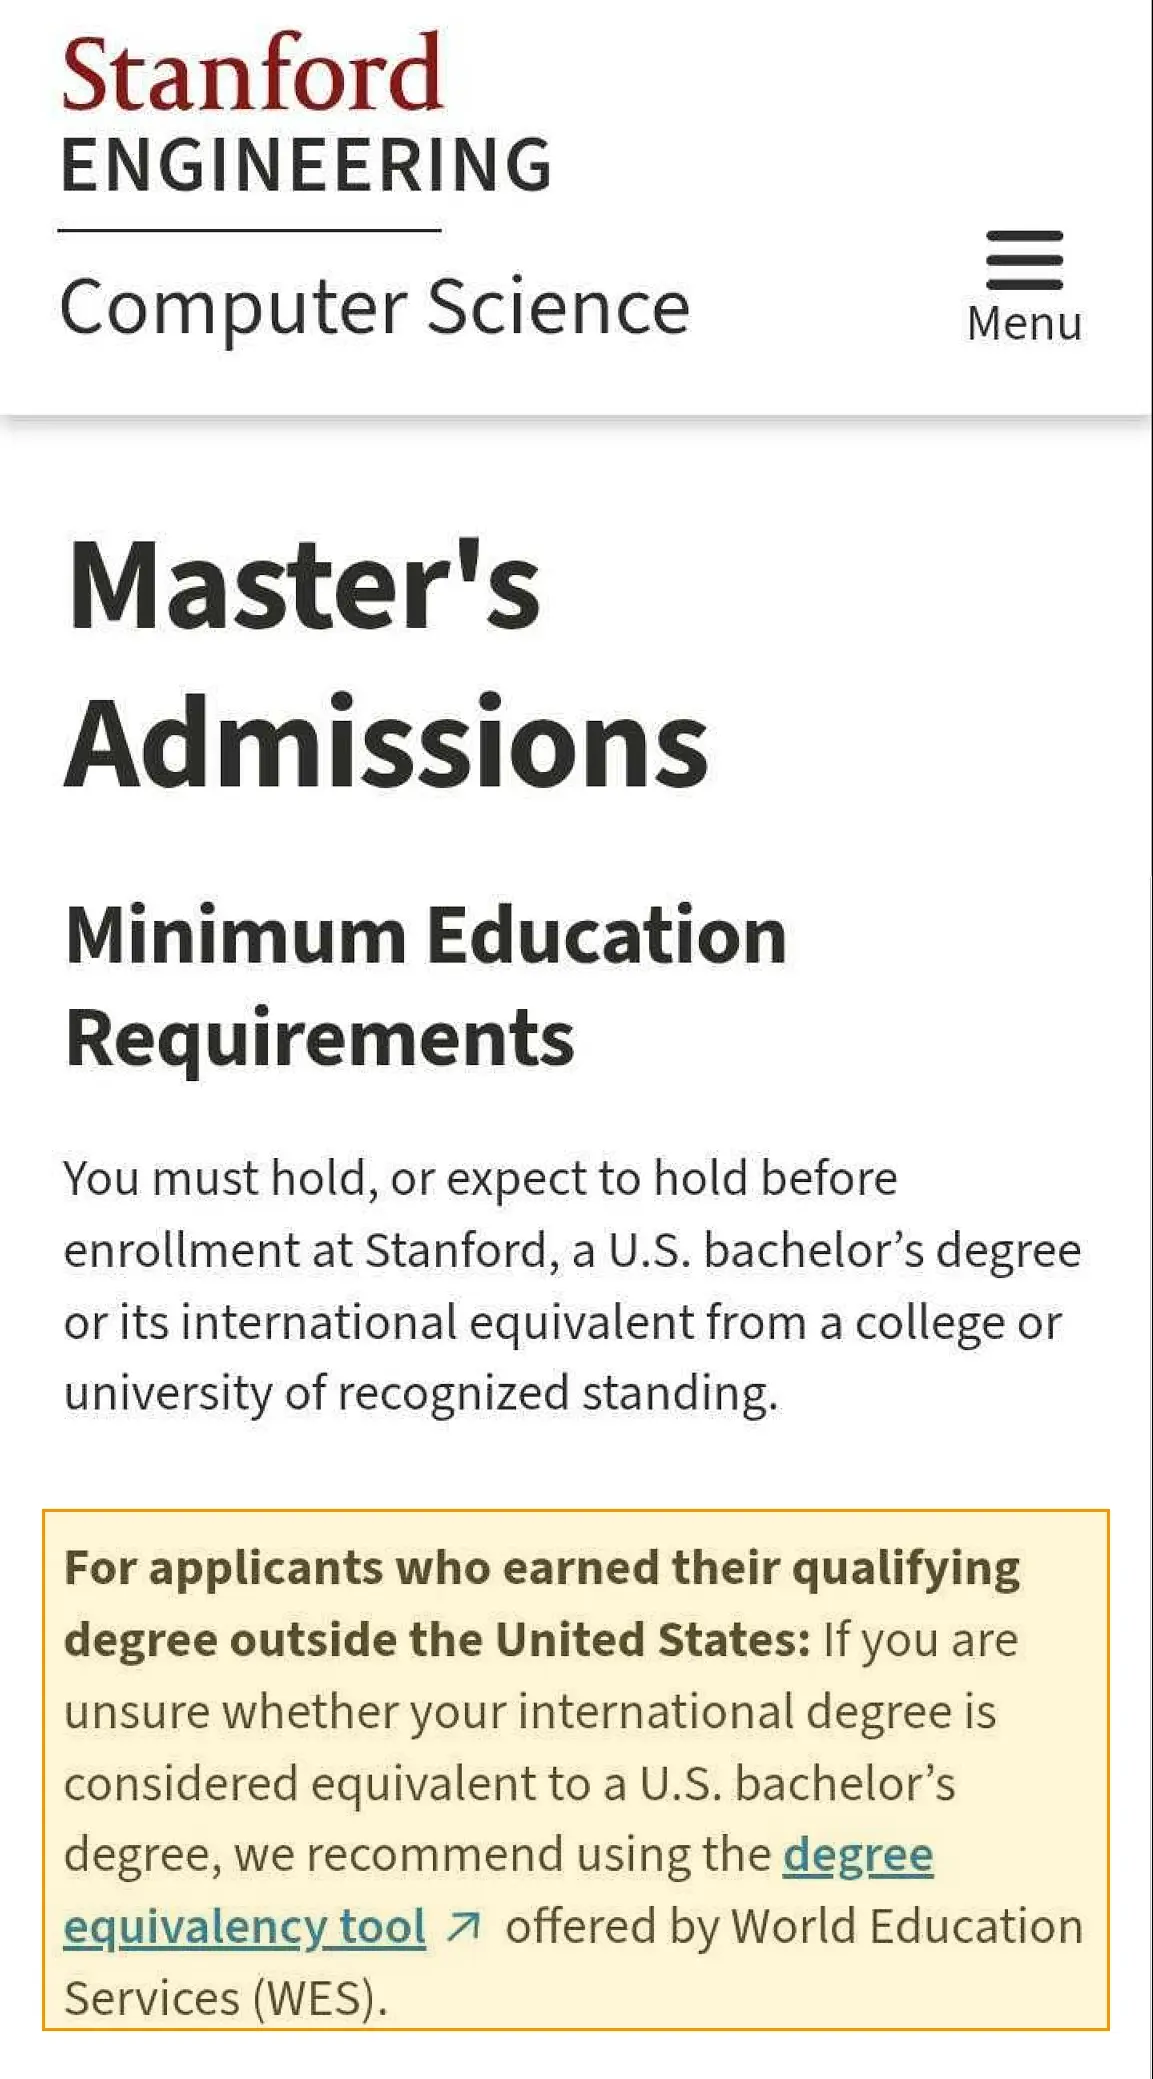 Stanford
ENGINEERING
Computer Science
Menu
Master's
Admissions
Minimum Education
Requirements
You must hold, or expect to hold before
enrollment at Stanford, a U.S. bachelor’s degree
or its international equivalent from a college or
university of recognized standing.
For applicants who earned their qualifying
degree outside the United States: If you are
unsure whether your international degree is
considered equivalent to a U.S. bachelor’s
degree, we recommend using the degree
equivalency tool offered by World Education
Services (WES).